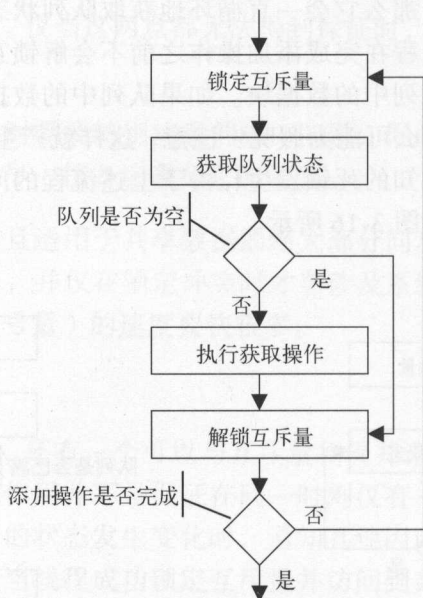 锁定互斥量
获取队列状态
队列是否为空
是
否
执行获取操作
解锁互斥量
添加操作是否完成
否
是